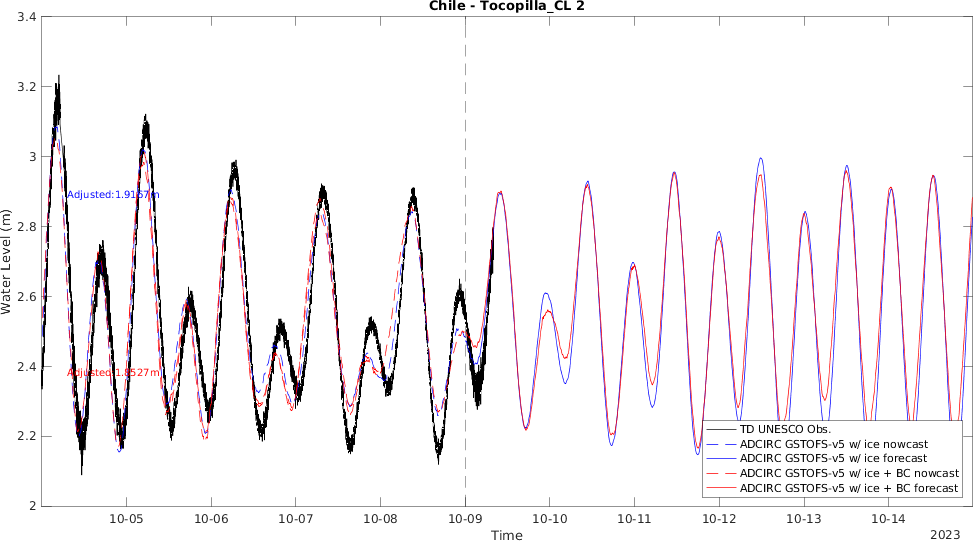 Chile - Tocopilla_CL 2
3.4
3.2
3
2.8
2.6
2.4
2.2
2
Water Level (m)
Adjusted:1.9167m
TD UNESCO Obs.
ADCIRC GSTOFS-v5 w/ ice nowcast
ADCIRC GSTOFS-v5 w/ ice forecast
ADCIRC GSTOFS-v5 w/ ice + BC nowcast
ADCIRC GSTOFS-v5 w/ ice + BC forecast
10-05 10-06 10-07 10-08 10-09 10-10 10-11 10-12 10-13 10-14
Time
2023